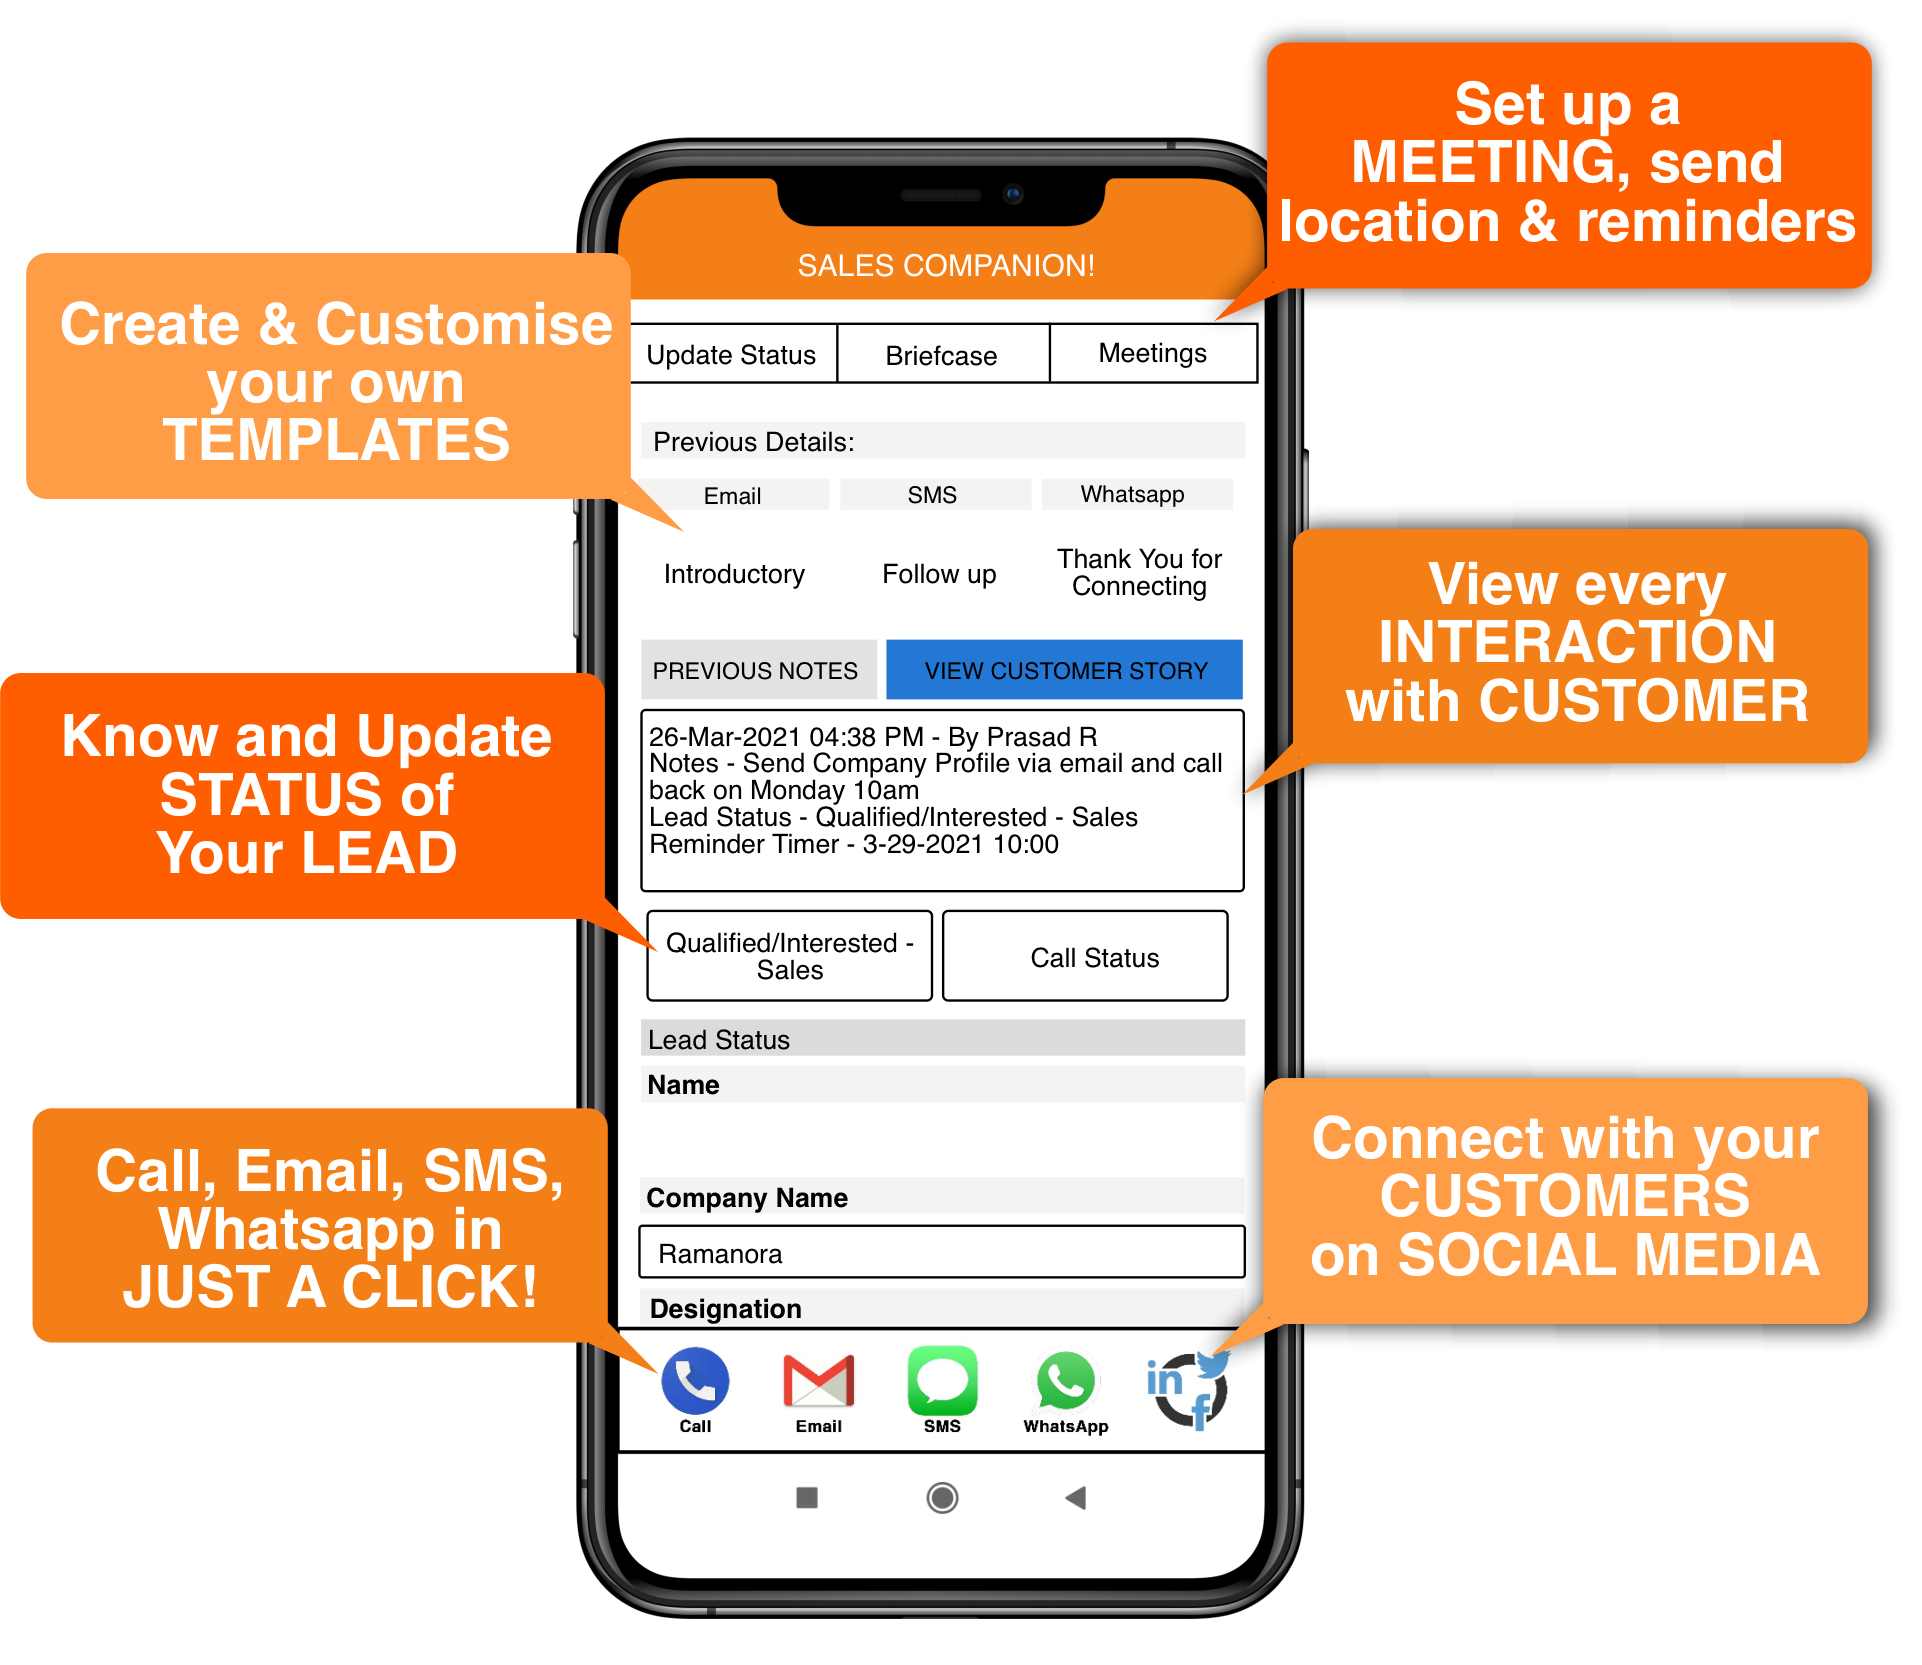 Set up a
MEETING, send
location & reminders
SALES COMPANION!
Create & Customise
your own
TEMPLATES
Update Status
Briefcase
Meetings
Previous Details:
Email
SMS
Whatsapp
Introductory
Follow up
Thank You for
Connecting
View every
INTERACTION
with CUSTOMER
PREVIOUS NOTES
VIEW CUSTOMER STORY
Know and Update
STATUS of
Your LEAD
26-Mar-2021 04:38 PM - By Prasad R
Notes - Send Company Profile via email and call
back on Monday 10am
Lead Status - Qualified/Interested - Sales
Reminder Timer - 3-29-2021 10:00
Qualified/Interested -
Sales
Call Status
Lead Status
Name
Company Name
Ramanora
Designation
Call, Email, SMS,
Whatsapp in
JUST A CLICK!
Connect with your
CUSTOMERS
on SOCIAL MEDIA
Call
Email
SMS
WhatsApp
in
f